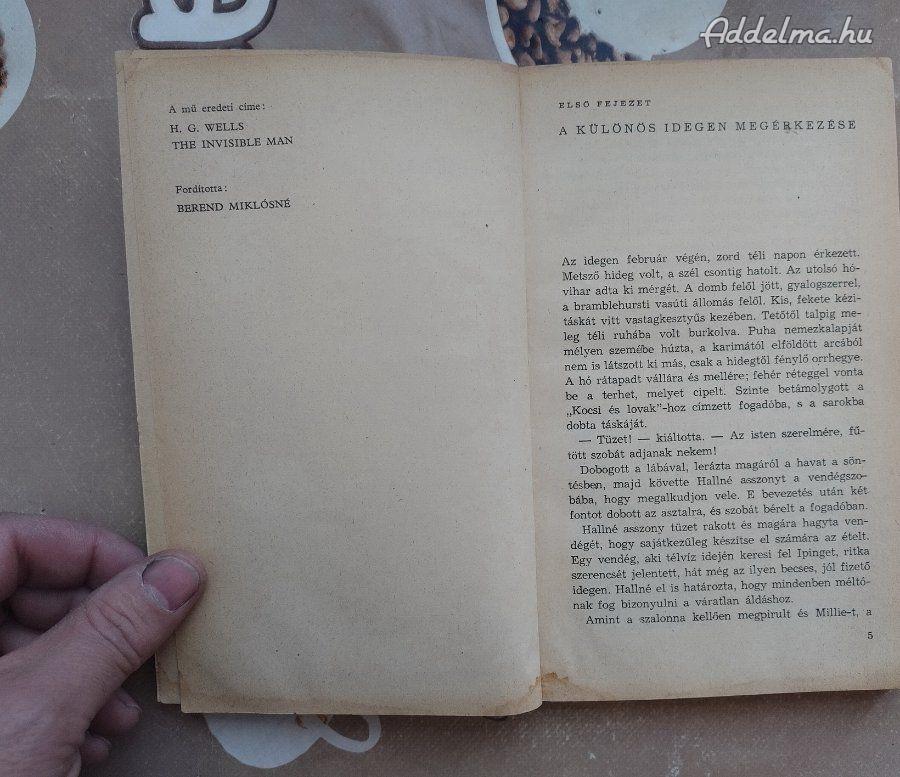 Addelma.hu
A mű eredeti címe:
H. G. WELLS
THE INVISIBLE MAN
Fordította:
BEREND MIKLÓSNÉ
ELSŐ FEJEZET
A KÜLÖNÖS IDEGEN MEGÉRKEZÉSE
Az idegen február végén, zord téli napon érkezett.
Metsző hideg volt, a szél csontig hatolt. Az utolsó hó-
vihar adta ki mérgét. A domb felől jött, gyalogszerrel,
a bramblehursti vasúti állomás felől. Kis, fekete kézi-
táskát vitt vastagkesztyűs kezében. Tetőtől talpig me-
leg téli ruhába volt burkolva. Puha nemezkalapját
mélyen szemébe húzta, a karimától elföldött arcából
nem is látszott ki más, csak a hidegtől fénylő orrhegye.
A hó rátapadt vállára és mellére; fehér réteggel vonta
be a terhet, melyet cipelt. Szinte betámolygott a
„Kocsi és lovak"-hoz címzett fogadóba, s a sarokba
dobta táskáját.
— Tüzet! — kiáltotta. — Az isten szerelmére, fű-
tött szobát adjanak nekem!
Dobogott a lábával, lerázta magáról a havat a sön-
tésben, majd követte Hallné asszonyt a vendégszo-
bába, hogy megalkudjon vele. E bevezetés után két
fontot dobott az asztalra, és szobát bérelt a fogadóban.
Hallné asszony tüzet rakott és magára hagyta ven-
dégét, hogy sajátkezűleg készítse el számára az ételt.
Egy vendég, aki télvíz idején keresi fel Ipinget, ritka
szerencsét jelentett, hát még az ilyen becses, jól fizető
idegen. Hallné el is határozta, hogy mindenben méltó-
nak fog bizonyulni a váratlan áldáshoz.
Amint a szalonna kellően megpirult és Millie-t, a
5